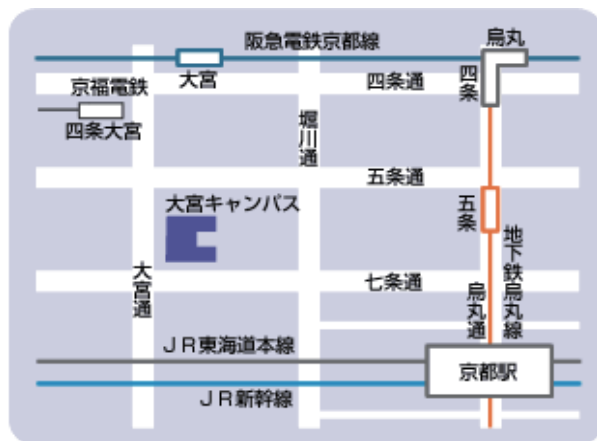 阪急電鉄京都線
烏丸
大宮
四条
京福電鉄
四条通
四条大宮
堀川通
五条通
大宮キャンパス
五条
地下鉄烏丸線
大宮通
七条通
烏丸通
ＪＲ東海道本線
京都駅
ＪＲ新幹線